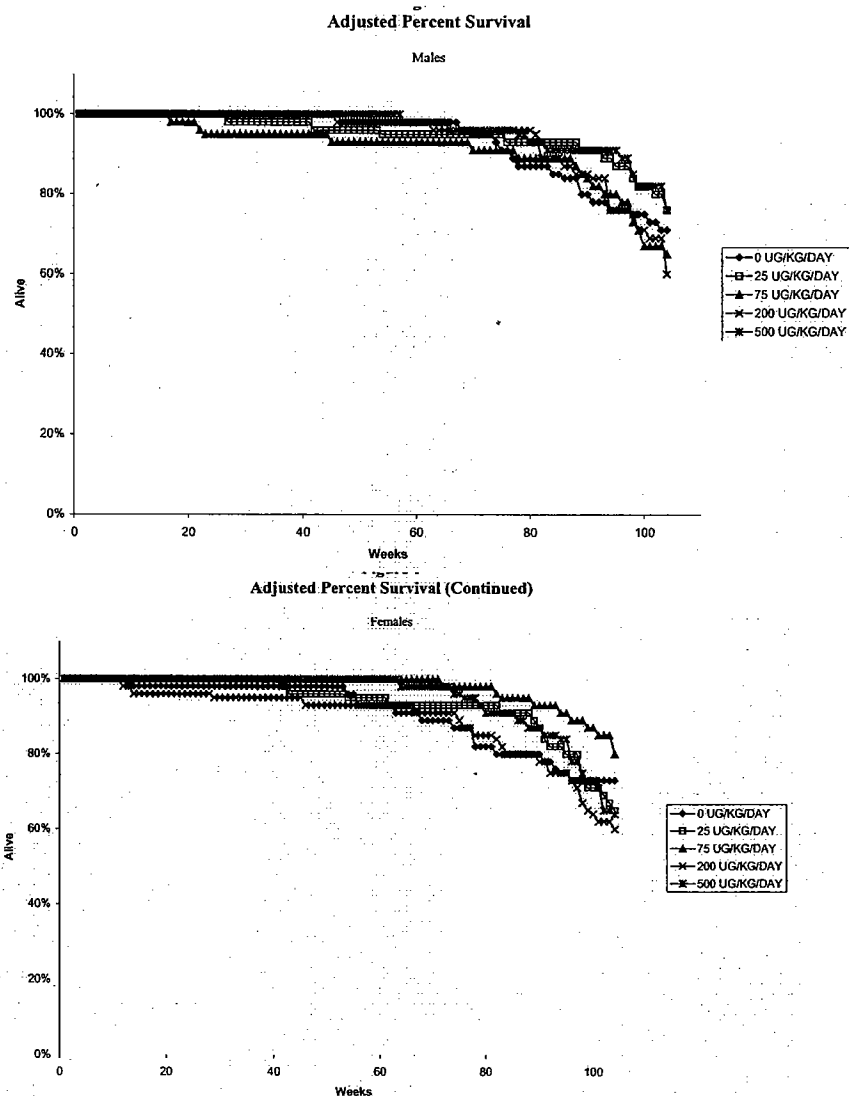 Adjusted Percent Survival
Males
100%
80%
60%
40%
20%
0%
Alive
0 20 40 60 80 100
Weeks
0 UG/KG/DAY
25 UG/KG/DAY
75 UG/KG/DAY
200 UG/KG/DAY
500 UG/KG/DAY
Adjusted Percent Survival (Continued)
Females
100%
80%
60%
40%
20%
0%
Alive
0 20 40 60 80 100
Weeks
0 UG/KG/DAY
25 UG/KG/DAY
75 UG/KG/DAY
200 UG/KG/DAY
500 UG/KG/DAY